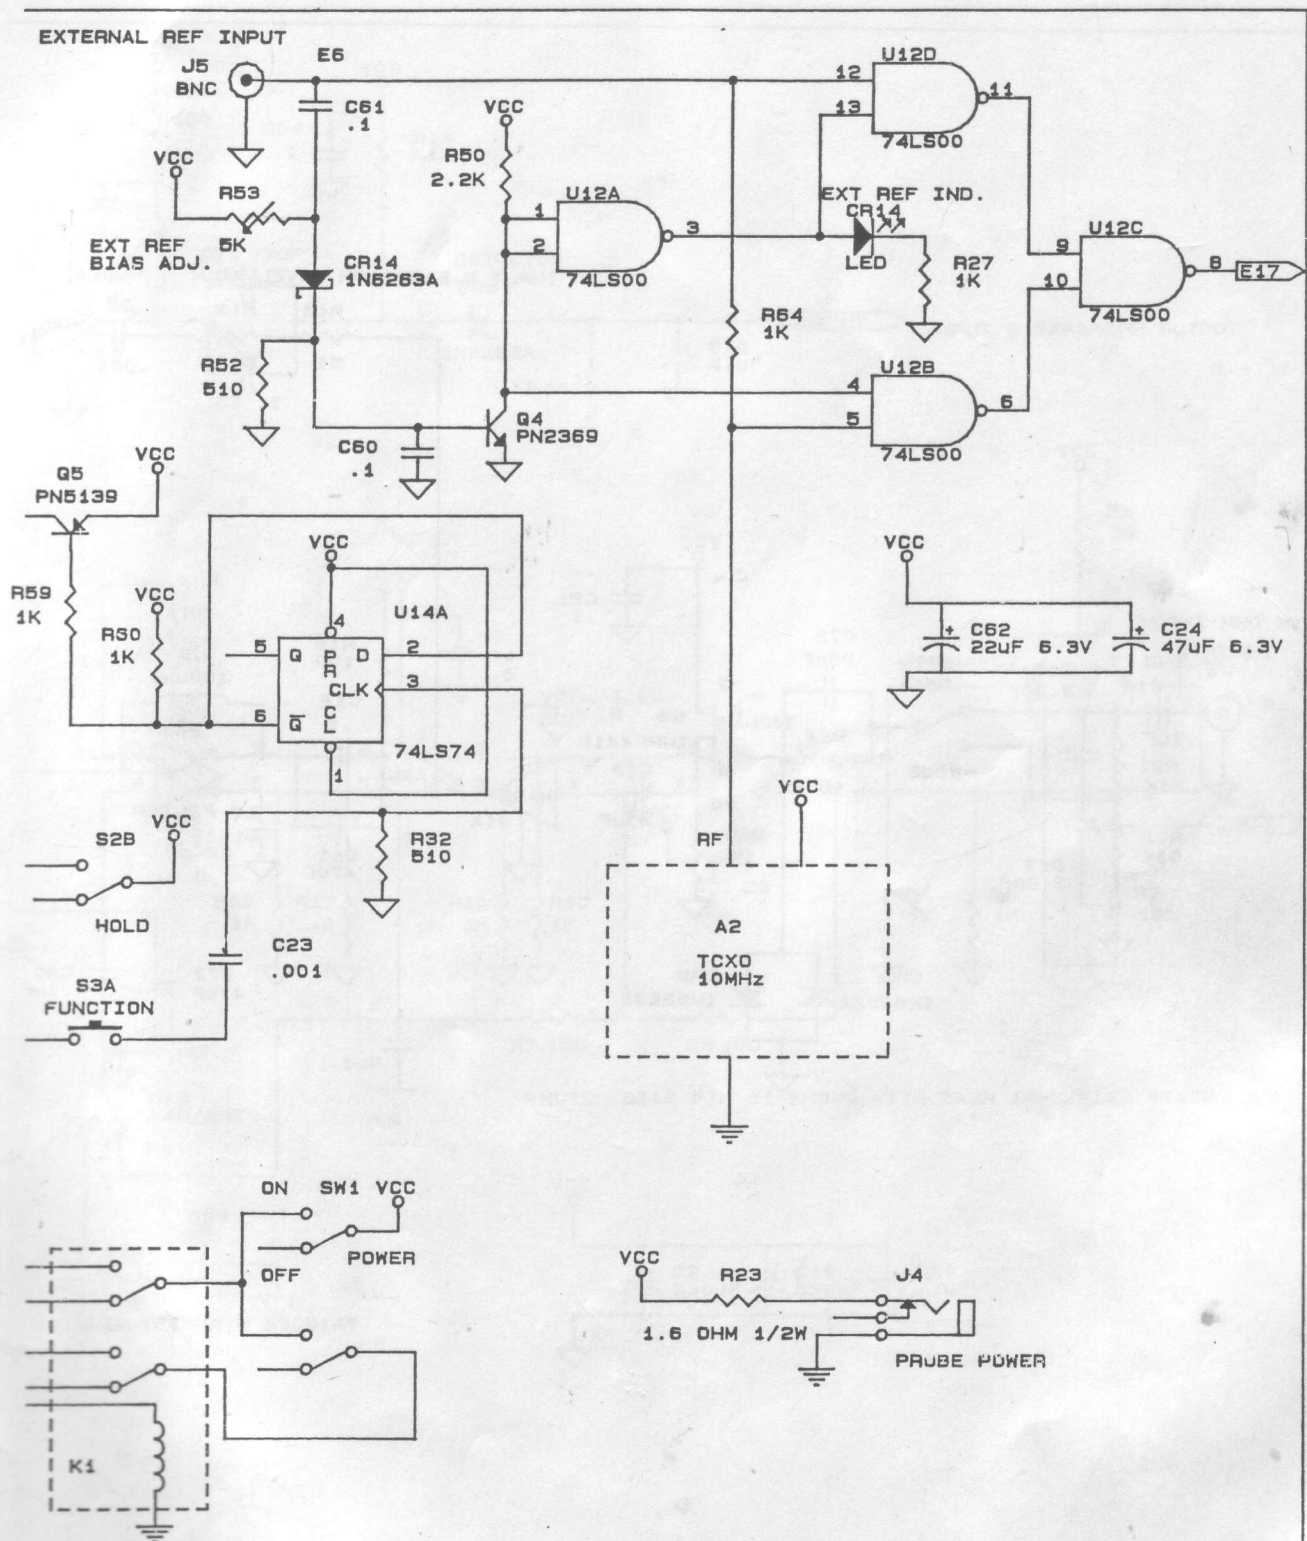 EXTERNAL REF INPUT
J5
BNC
E6
C61
.1
VCC
R53
5K
EXT REF
BIAS ADJ.
CR14
1N6263A
R52
510
C60
.1
VCC
R50
2.2K
U12A
1
2
3
74LS00
Q4
PN2369
U12D
12
13
11
74LS00
EXT REF IND.
CR14
LED
R27
1K
R64
1K
U12B
4
5
6
74LS00
U12C
9
10
8
74LS00
E17
Q5
PN5139
VCC
R59
1K
VCC
R30
1K
VCC
U14A
4
5
Q
PR
D
2
CLK
3
6
Q̅
CL
1
74LS74
R32
510
VCC
S2B
HOLD
C23
.001
S3A
FUNCTION
VCC
C62
22uF 6.3V
C24
47uF 6.3V
RF
VCC
A2
TCXO
10MHz
ON
SW1
VCC
POWER
OFF
K1
VCC
R23
1.6 OHM 1/2W
J4
PROBE POWER